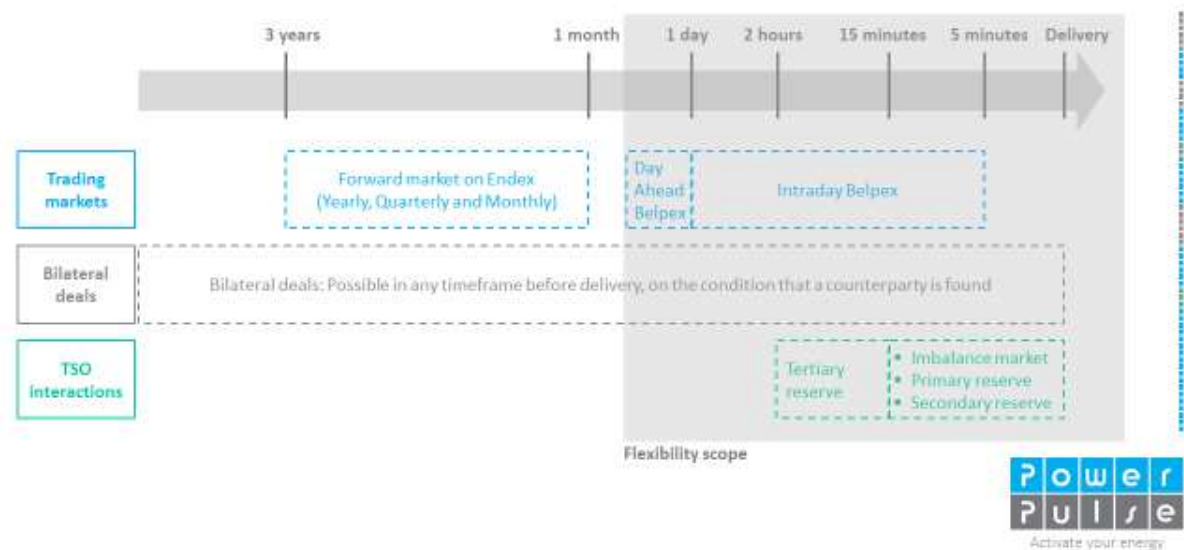 3 years
1 month
1 day
2 hours
15 minutes
5 minutes
Delivery
Trading
markets
Forward market on Endex
(Yearly, Quarterly and Monthly)
Day
Ahead
Belpex
Intraday Belpex
Bilateral
deals
Bilateral deals: Possible in any timeframe before delivery, on the condition that a counterparty is found
TSO
interactions
Tertiary
reserve
• Imbalance market
• Primary reserve
• Secondary reserve
Flexibility scope
Power
Pulse
Activate your energy